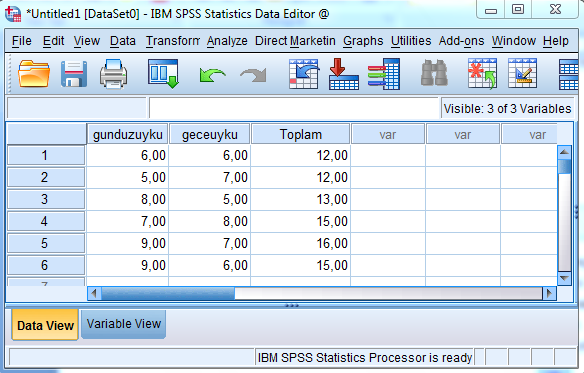 *Untitled1 [DataSet0] - IBM SPSS Statistics Data Editor @
File Edit View Data Transform Analyze Direct Marketin Graphs Utilities Add-ons Window Help
Visible: 3 of 3 Variables
gunduzuyku geceuyku Toplam var var var
1 6,00 6,00 12,00
2 5,00 7,00 12,00
3 8,00 5,00 13,00
4 7,00 8,00 15,00
5 9,00 7,00 16,00
6 9,00 6,00 15,00
7
Data View Variable View
IBM SPSS Statistics Processor is ready